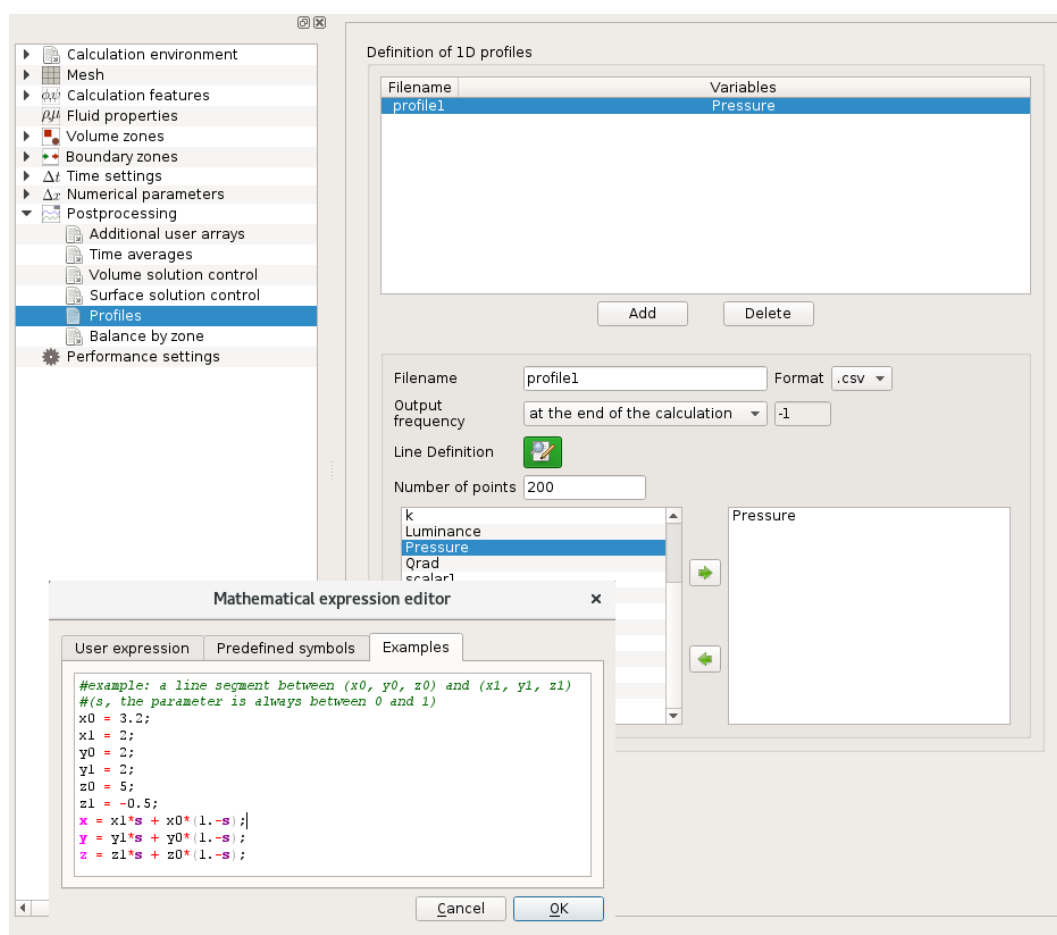 Calculation environment
Mesh
Calculation features
Fluid properties
Volume zones
Boundary zones
Δt Time settings
Δx Numerical parameters
Postprocessing
Additional user arrays
Time averages
Volume solution control
Surface solution control
Profiles
Balance by zone
Performance settings
Definition of 1D profiles
Filename Variables
profile1 Pressure
Add Delete
Filename profile1 Format .csv
Output
frequency at the end of the calculation -1
Line Definition
Number of points 200
k
Luminance
Pressure
Qrad
scalar1
Pressure
Mathematical expression editor
User expression Predefined symbols Examples
#example: a line segment between (x0, y0, z0) and (x1, y1, z1)
#(s, the parameter is always between 0 and 1)
x0 = 3.2;
x1 = 2;
y0 = 2;
y1 = 2;
z0 = 5;
z1 = -0.5;
x = x1*s + x0*(1.-s);
y = y1*s + y0*(1.-s);
z = z1*s + z0*(1.-s);
Cancel OK